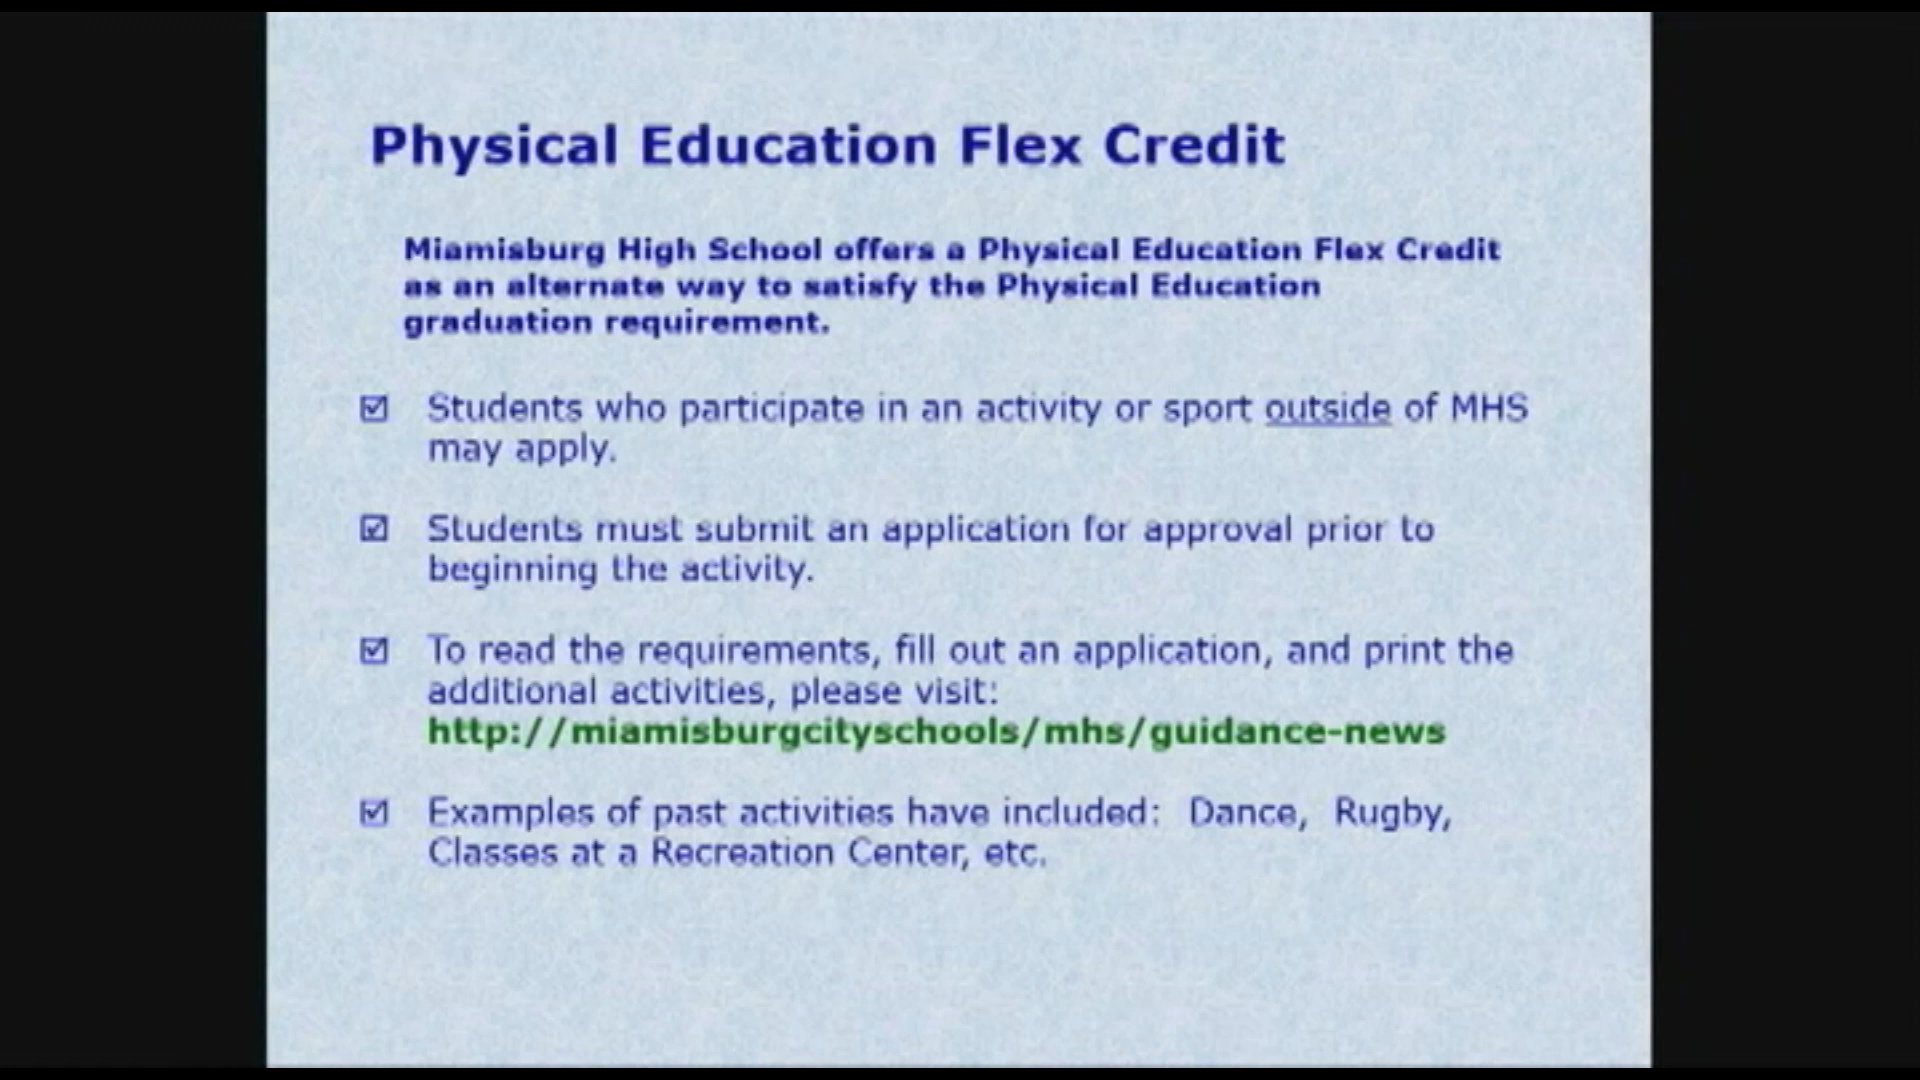 Physical Education Flex Credit
Miamisburg High School offers a Physical Education Flex Credit
as an alternate way to satisfy the Physical Education
graduation requirement.
Students who participate in an activity or sport outside of MHS
may apply.
Students must submit an application for approval prior to
beginning the activity.
To read the requirements, fill out an application, and print the
additional activities, please visit:
http://miamisburgcityschools/mhs/guidance-news
Examples of past activities have included: Dance, Rugby,
Classes at a Recreation Center, etc.